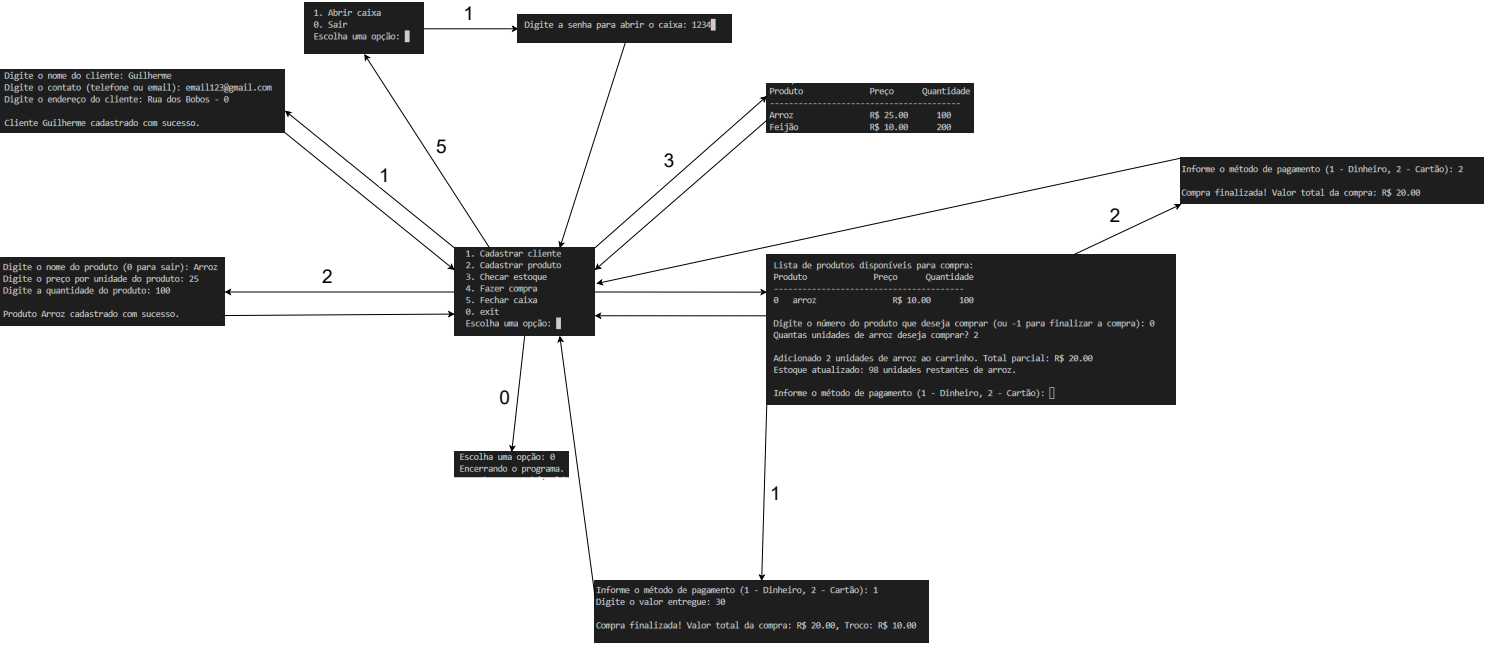 1. Abrir caixa
0. Sair
Escolha uma opção:
1
Digite a senha para abrir o caixa: 1234
Digite o nome do cliente: Guilherme
Digite o contato (telefone ou email): email123@gmail.com
Digite o endereço do cliente: Rua dos Bobos - 0
Cliente Guilherme cadastrado com sucesso.
Produto Preço Quantidade
----------------------------------------
Arroz R$ 25.00 100
Feijão R$ 10.00 200
5
1
3
Informe o método de pagamento (1 - Dinheiro, 2 - Cartão): 2
Compra finalizada! Valor total da compra: R$ 20.00
2
Digite o nome do produto (0 para sair): Arroz
Digite o preço por unidade do produto: 25
Digite a quantidade do produto: 100
Produto Arroz cadastrado com sucesso.
2
1. Cadastrar cliente
2. Cadastrar produto
3. Checar estoque
4. Fazer compra
5. Fechar caixa
0. exit
Escolha uma opção:
Lista de produtos disponíveis para compra:
Produto Preço Quantidade
----------------------------------------
0 arroz R$ 10.00 100
Digite o número do produto que deseja comprar (ou -1 para finalizar a compra): 0
Quantas unidades de arroz deseja comprar? 2
Adicionado 2 unidades de arroz ao carrinho. Total parcial: R$ 20.00
Estoque atualizado: 98 unidades restantes de arroz.
Informe o método de pagamento (1 - Dinheiro, 2 - Cartão):
0
Escolha uma opção: 0
Encerrando o programa.
1
Informe o método de pagamento (1 - Dinheiro, 2 - Cartão): 1
Digite o valor entregue: 30
Compra finalizada! Valor total da compra: R$ 20.00, Troco: R$ 10.00